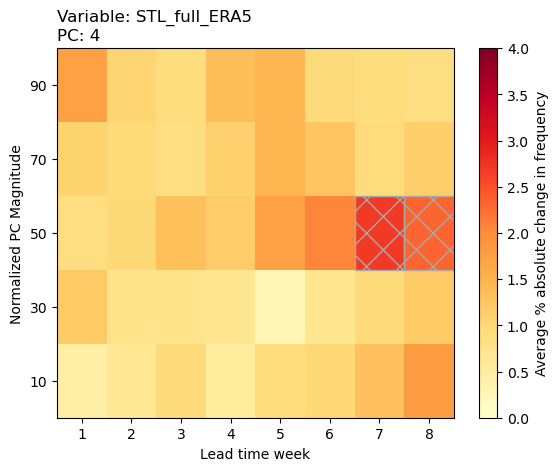 Variable: STL_full_ERA5
PC: 4
90
70
50
30
10
Normalized PC Magnitude
1 2 3 4 5 6 7 8
Lead time week
4.0
3.5
3.0
2.5
2.0
1.5
1.0
0.5
0.0
Average % absolute change in frequency